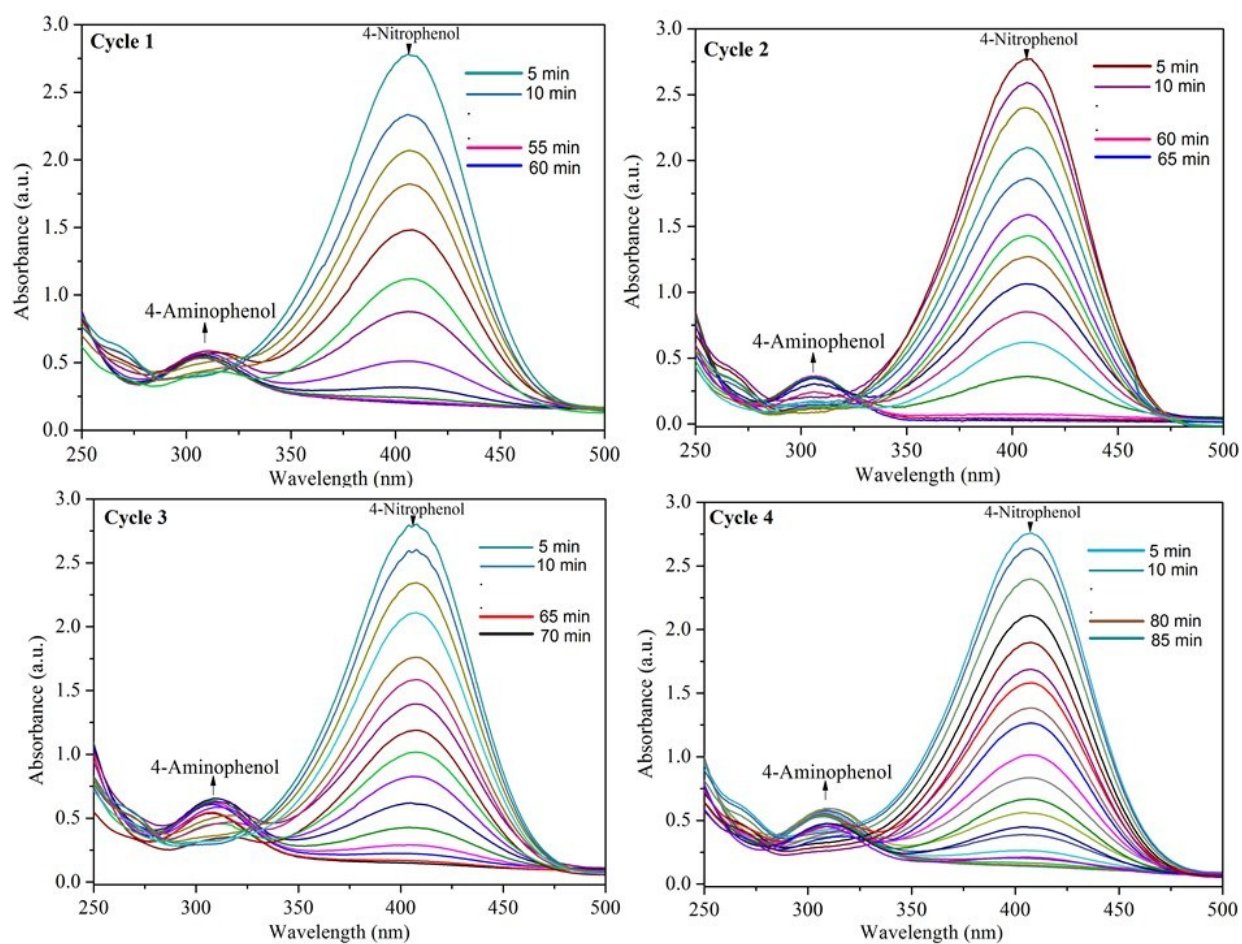 Cycle 1
4-Nitrophenol
5 min
10 min
.
.
55 min
60 min
4-Aminophenol
Absorbance (a.u.)
3.0
2.5
2.0
1.5
1.0
0.5
0.0
250 300 350 400 450 500
Wavelength (nm)
Cycle 2
4-Nitrophenol
5 min
10 min
.
.
60 min
65 min
4-Aminophenol
Absorbance (a.u.)
3.0
2.5
2.0
1.5
1.0
0.5
0.0
250 300 350 400 450 500
Wavelength (nm)
Cycle 3
4-Nitrophenol
5 min
10 min
.
.
65 min
70 min
4-Aminophenol
Absorbance (a.u.)
3.0
2.5
2.0
1.5
1.0
0.5
0.0
250 300 350 400 450 500
Wavelength (nm)
Cycle 4
4-Nitrophenol
5 min
10 min
.
.
80 min
85 min
4-Aminophenol
Absorbance (a.u.)
3.0
2.5
2.0
1.5
1.0
0.5
0.0
250 300 350 400 450 500
Wavelength (nm)